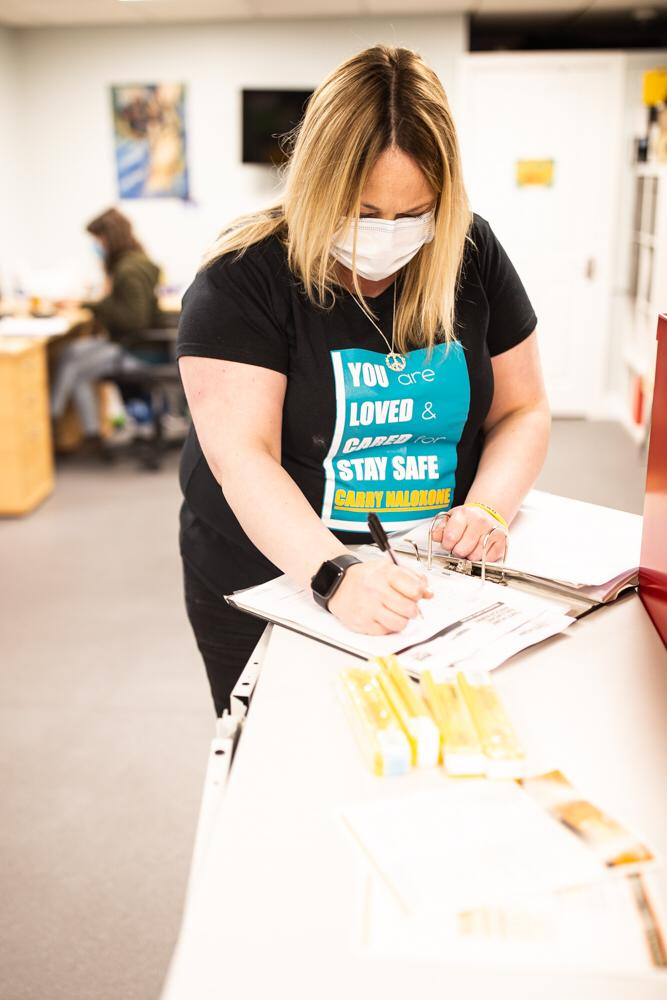 YOU are
LOVED &
CARED for
STAY SAFE
CARRY NALOXONE